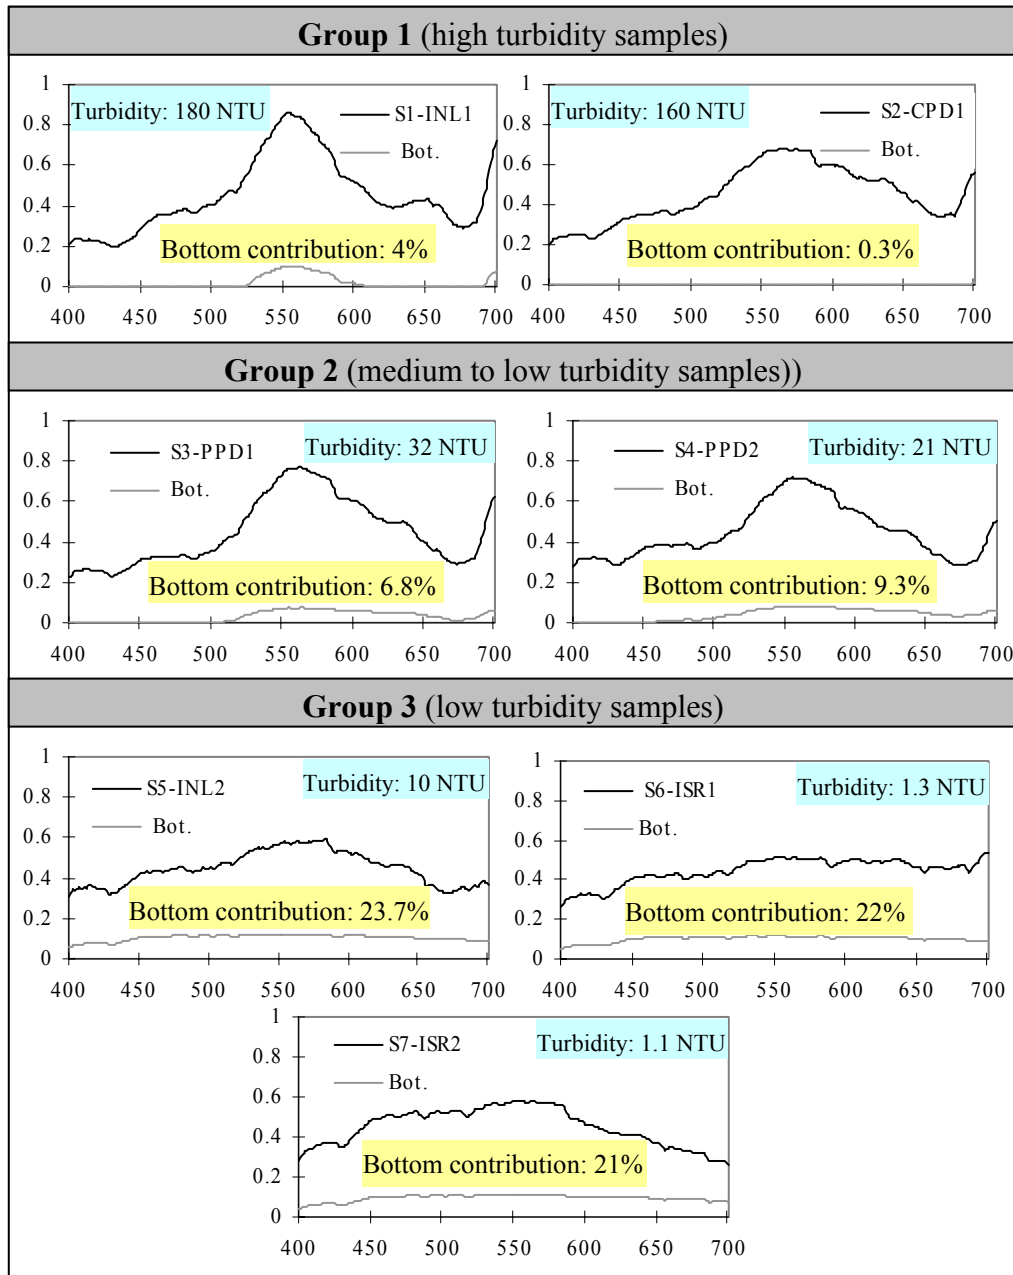 Group 1 (high turbidity samples)
1
0.8
0.6
0.4
0.2
0
Turbidity: 180 NTU
S1-INL1
Bot.
Bottom contribution: 4%
400 450 500 550 600 650 700
1
0.8
0.6
0.4
0.2
0
Turbidity: 160 NTU
S2-CPD1
Bot.
Bottom contribution: 0.3%
400 450 500 550 600 650 700
Group 2 (medium to low turbidity samples))
1
0.8
0.6
0.4
0.2
0
S3-PPD1
Turbidity: 32 NTU
Bot.
Bottom contribution: 6.8%
400 450 500 550 600 650 700
1
0.8
0.6
0.4
0.2
0
S4-PPD2
Turbidity: 21 NTU
Bot.
Bottom contribution: 9.3%
400 450 500 550 600 650 700
Group 3 (low turbidity samples)
1
0.8
0.6
0.4
0.2
0
Turbidity: 10 NTU
S5-INL2
Bot.
Bottom contribution: 23.7%
400 450 500 550 600 650 700
1
0.8
0.6
0.4
0.2
0
Turbidity: 1.3 NTU
S6-ISR1
Bot.
Bottom contribution: 22%
400 450 500 550 600 650 700
1
0.8
0.6
0.4
0.2
0
S7-ISR2
Turbidity: 1.1 NTU
Bot.
Bottom contribution: 21%
400 450 500 550 600 650 700